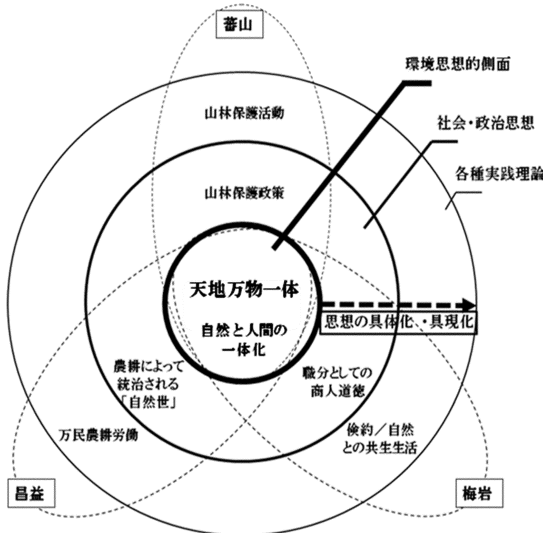 蕃山
環境思想的側面
山林保護活動
社会・政治思想
各種実践理論
山林保護政策
天地万物一体
自然と人間の
一体化
思想の具体化 ・具現化
農耕によって
統治される
「自然世」
職分としての
商人道徳
万民農耕労働
倹約／自然
との共生生活
昌益
梅岩